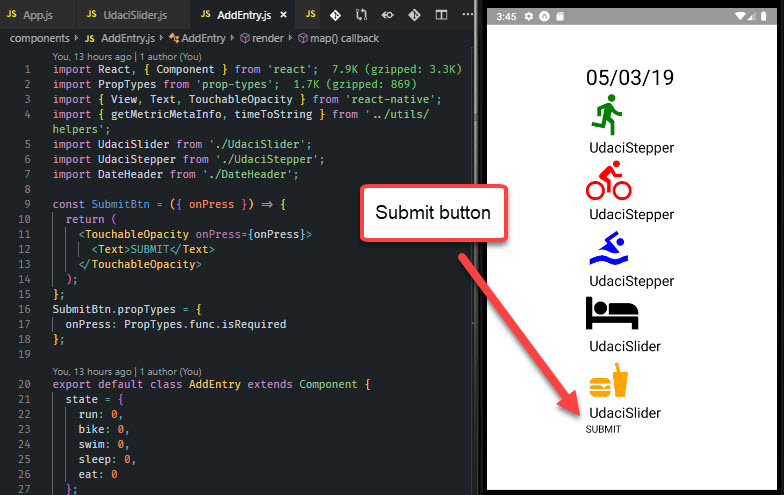 App.js
UdaciSlider.js
AddEntry.js
components > AddEntry.js > AddEntry > render > map() callback
You, 13 hours ago | 1 author (You)
1 import React, { Component } from 'react'; 7.9K (gzipped: 3.3K)
2 import PropTypes from 'prop-types'; 1.7K (gzipped: 869)
3 import { View, Text, TouchableOpacity } from 'react-native';
4 import { getMetricMetaInfo, timeToString } from '../utils/
helpers';
5 import UdaciSlider from './UdaciSlider';
6 import UdaciStepper from './UdaciStepper';
7 import DateHeader from './DateHeader';
8
9 const SubmitBtn = ({ onPress }) => {
10 return (
11 <TouchableOpacity onPress={onPress}>
12 <Text>SUBMIT</Text>
13 </TouchableOpacity>
14 );
15 };
16 SubmitBtn.propTypes = {
17 onPress: PropTypes.func.isRequired
18 };
19
You, 13 hours ago | 1 author (You)
20 export default class AddEntry extends Component {
21 state = {
22 run: 0,
23 bike: 0,
24 swim: 0,
25 sleep: 0,
26 eat: 0
27 };
Submit button
3:45
05/03/19
UdaciStepper
UdaciStepper
UdaciStepper
UdaciSlider
UdaciSlider
SUBMIT